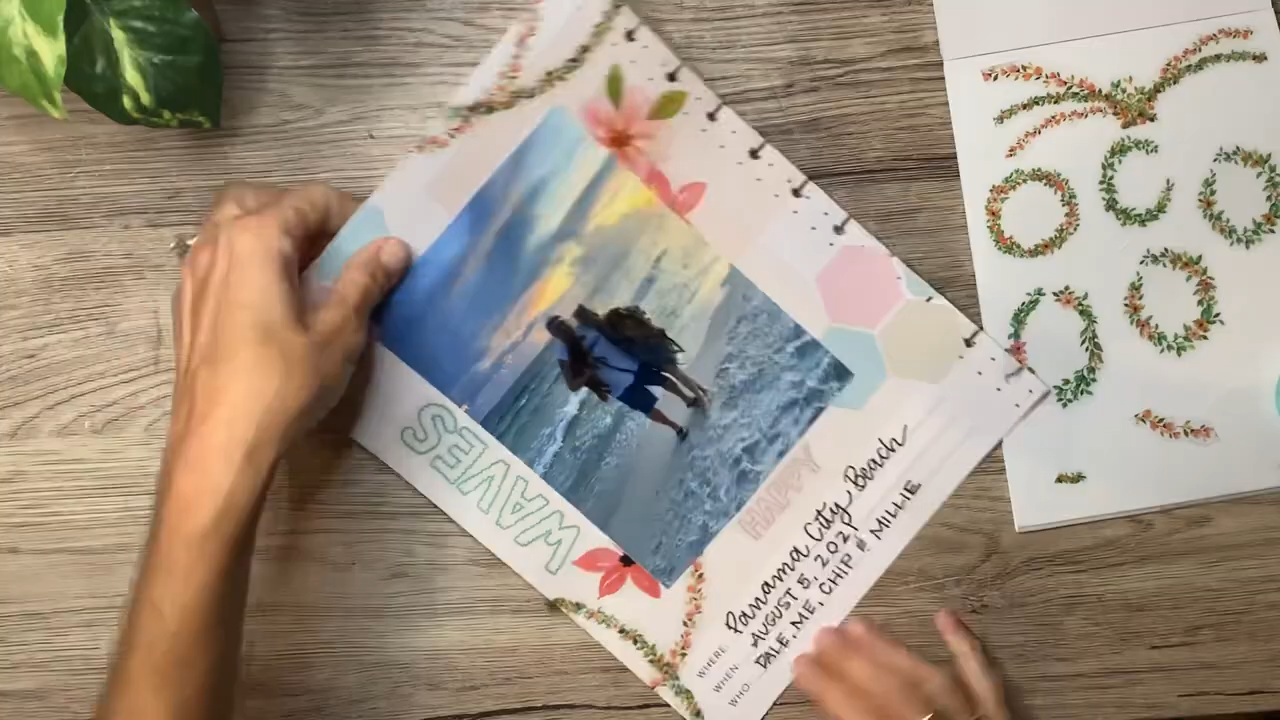 WAVES
HAPPY
WHERE: Panama City Beach
WHEN: AUGUST 5, 2021
WHO: DALE, ME, CHIP & MILLIE